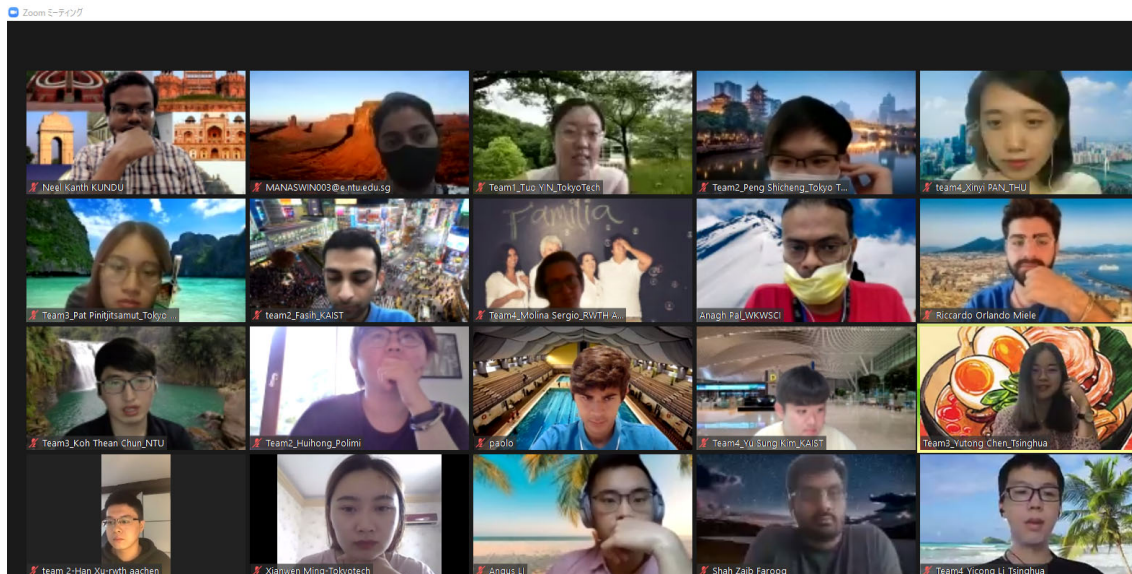 Zoom ミーティング
Neel Kanth KUNDU
MANASWIN003@e.ntu.edu.sg
Team1_Tuo YIN_TokyoTech
Team2_Peng Shicheng_Tokyo T...
team4_Xinyi PAN_THU
Familia
Team3_Pat Pinitjitsamut_Tokyo ...
team2_Fasih_KAIST
Team4_Molina Sergio_RWTH A...
Anagh Pal_WKWSCI
Riccardo Orlando Miele
Team3_Koh Thean Chun_NTU
Team2_Huihong_Polimi
paolo
Team4_Yu Sung Kim_KAIST
Team3_Yutong Chen_Tsinghua
team 2-Han Xu-rwth aachen
Xianwen Ming-Tokyotech
Angus LI
Shah Zaib Farooq
Team4_Yicong Li_Tsinghua